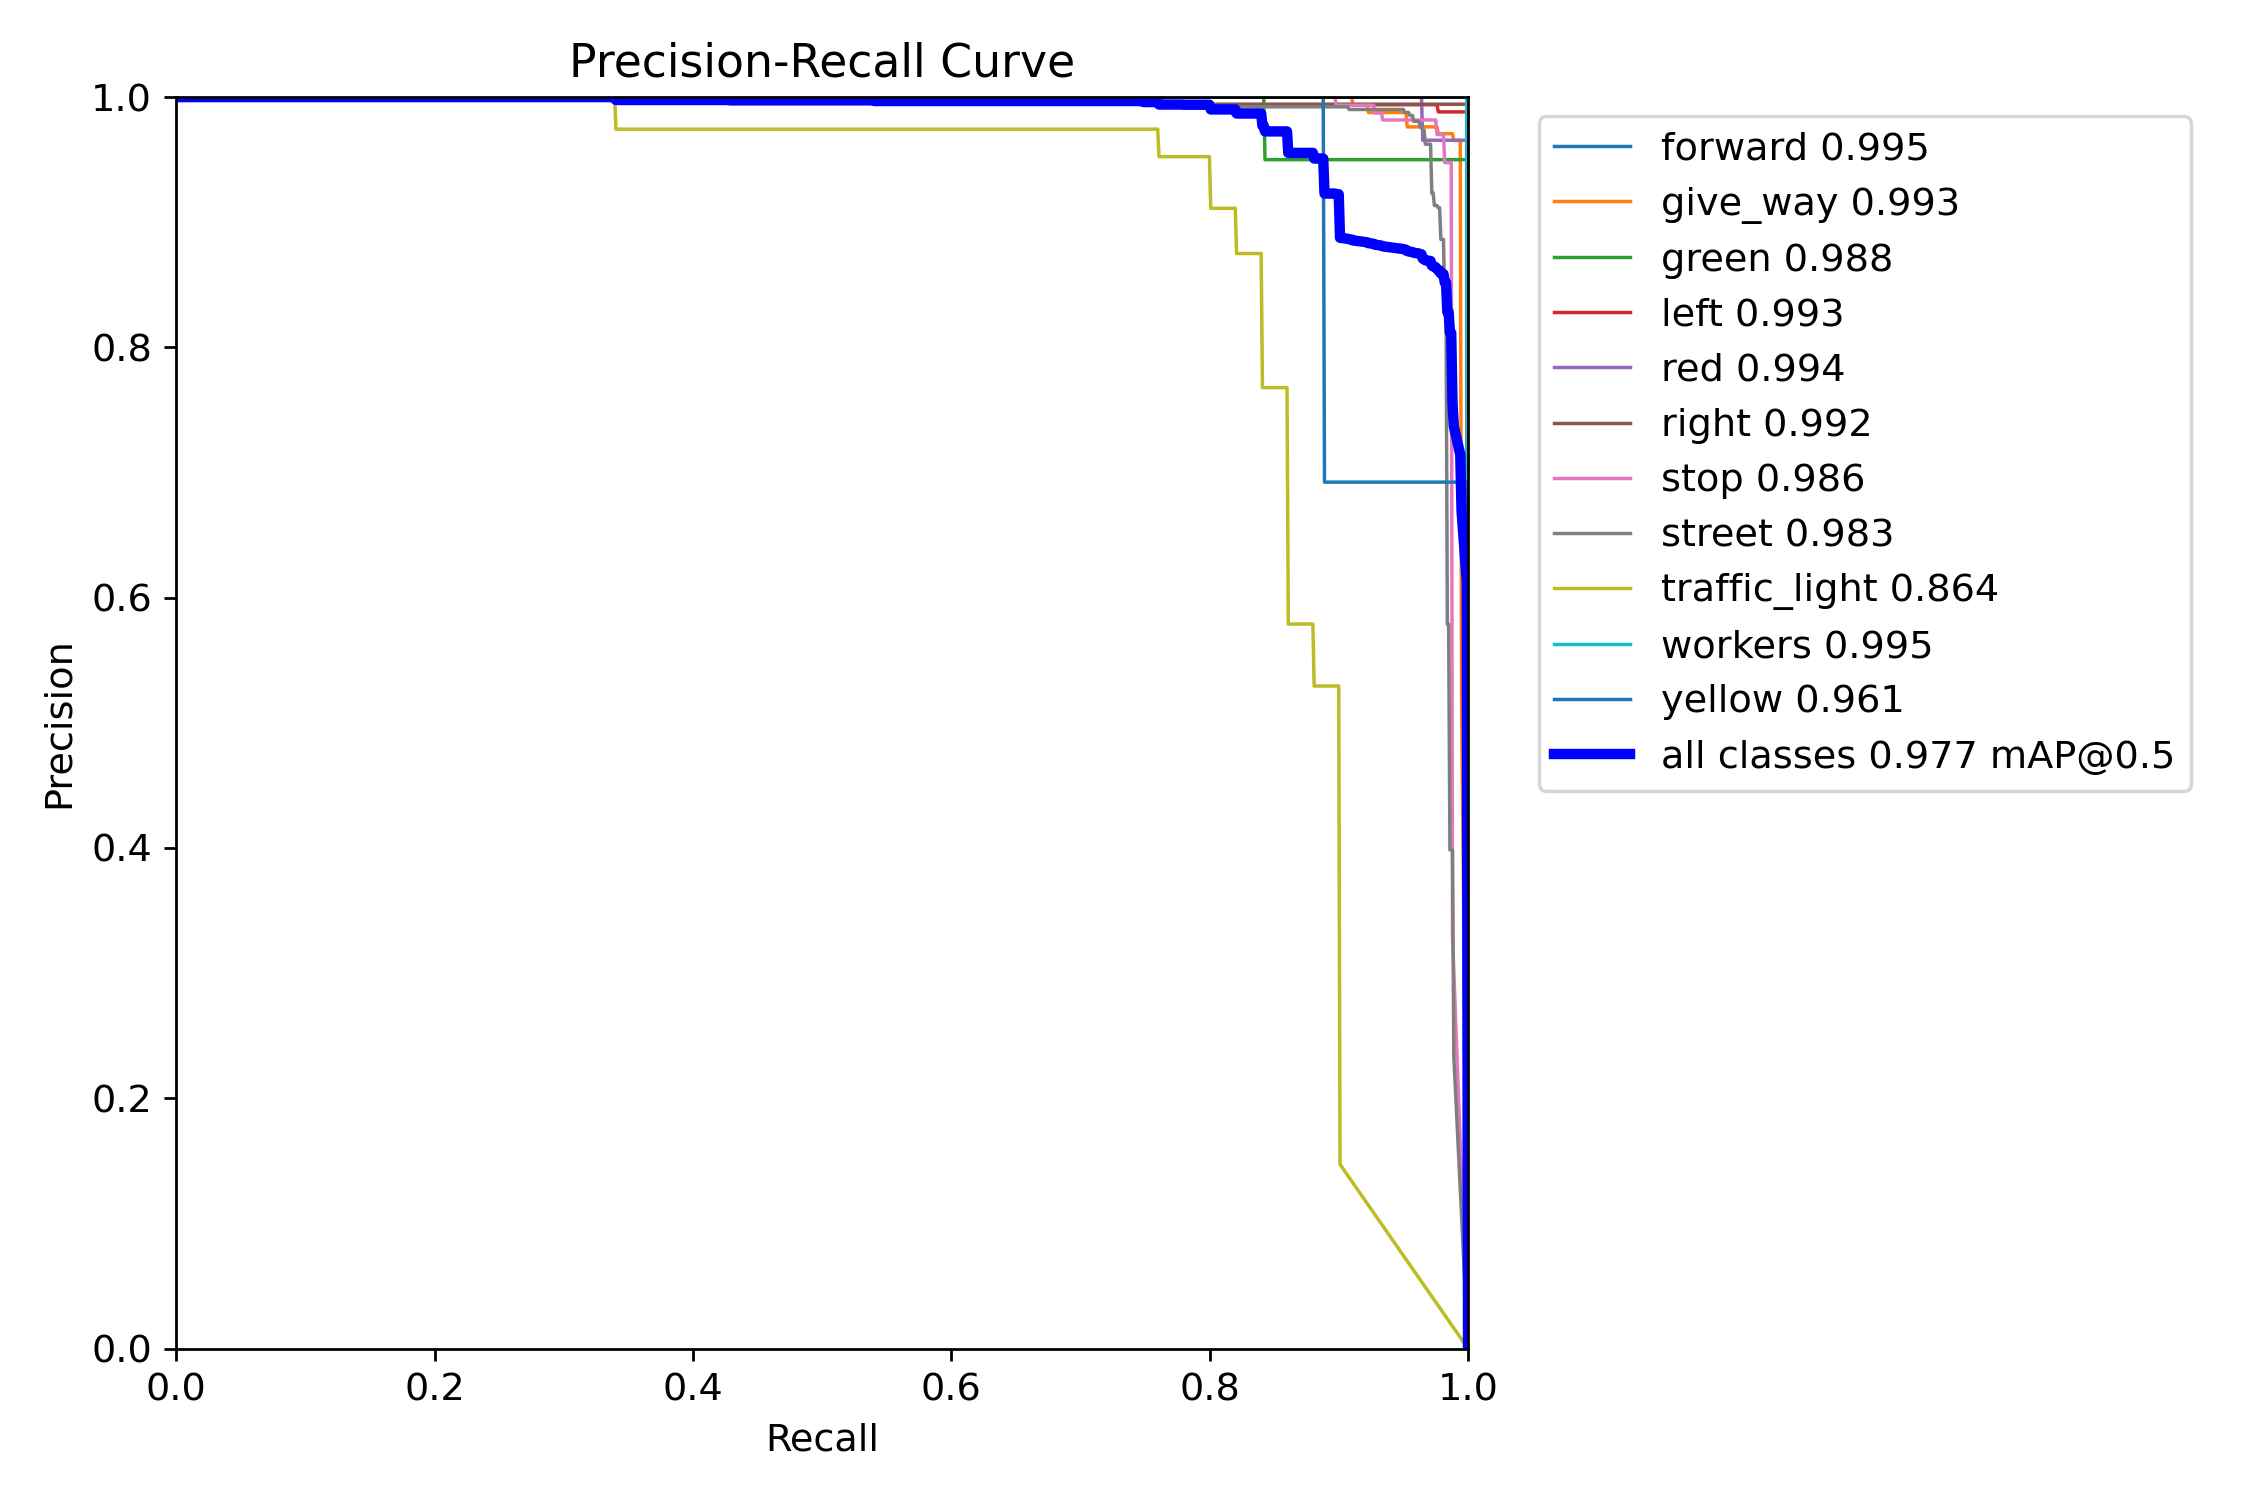 Precision-Recall Curve
1.0
0.8
0.6
0.4
0.2
0.0
Precision
0.0 0.2 0.4 0.6 0.8 1.0
Recall
forward 0.995
give_way 0.993
green 0.988
left 0.993
red 0.994
right 0.992
stop 0.986
street 0.983
traffic_light 0.864
workers 0.995
yellow 0.961
all classes 0.977 mAP@0.5